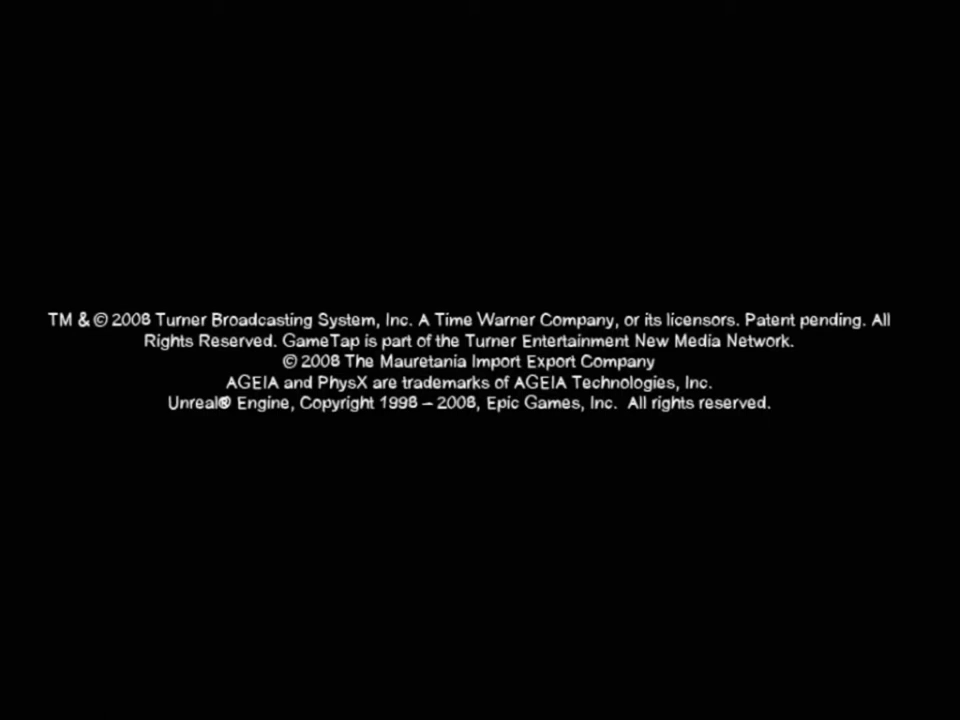 TM & © 2008 Turner Broadcasting System, Inc. A Time Warner Company, or its licensors. Patent pending. All
Rights Reserved. GameTap is part of the Turner Entertainment New Media Network.
© 2008 The Mauretania Import Export Company
AGEIA and PhysX are trademarks of AGEIA Technologies, Inc.
Unreal® Engine, Copyright 1998 – 2008, Epic Games, Inc.  All rights reserved.